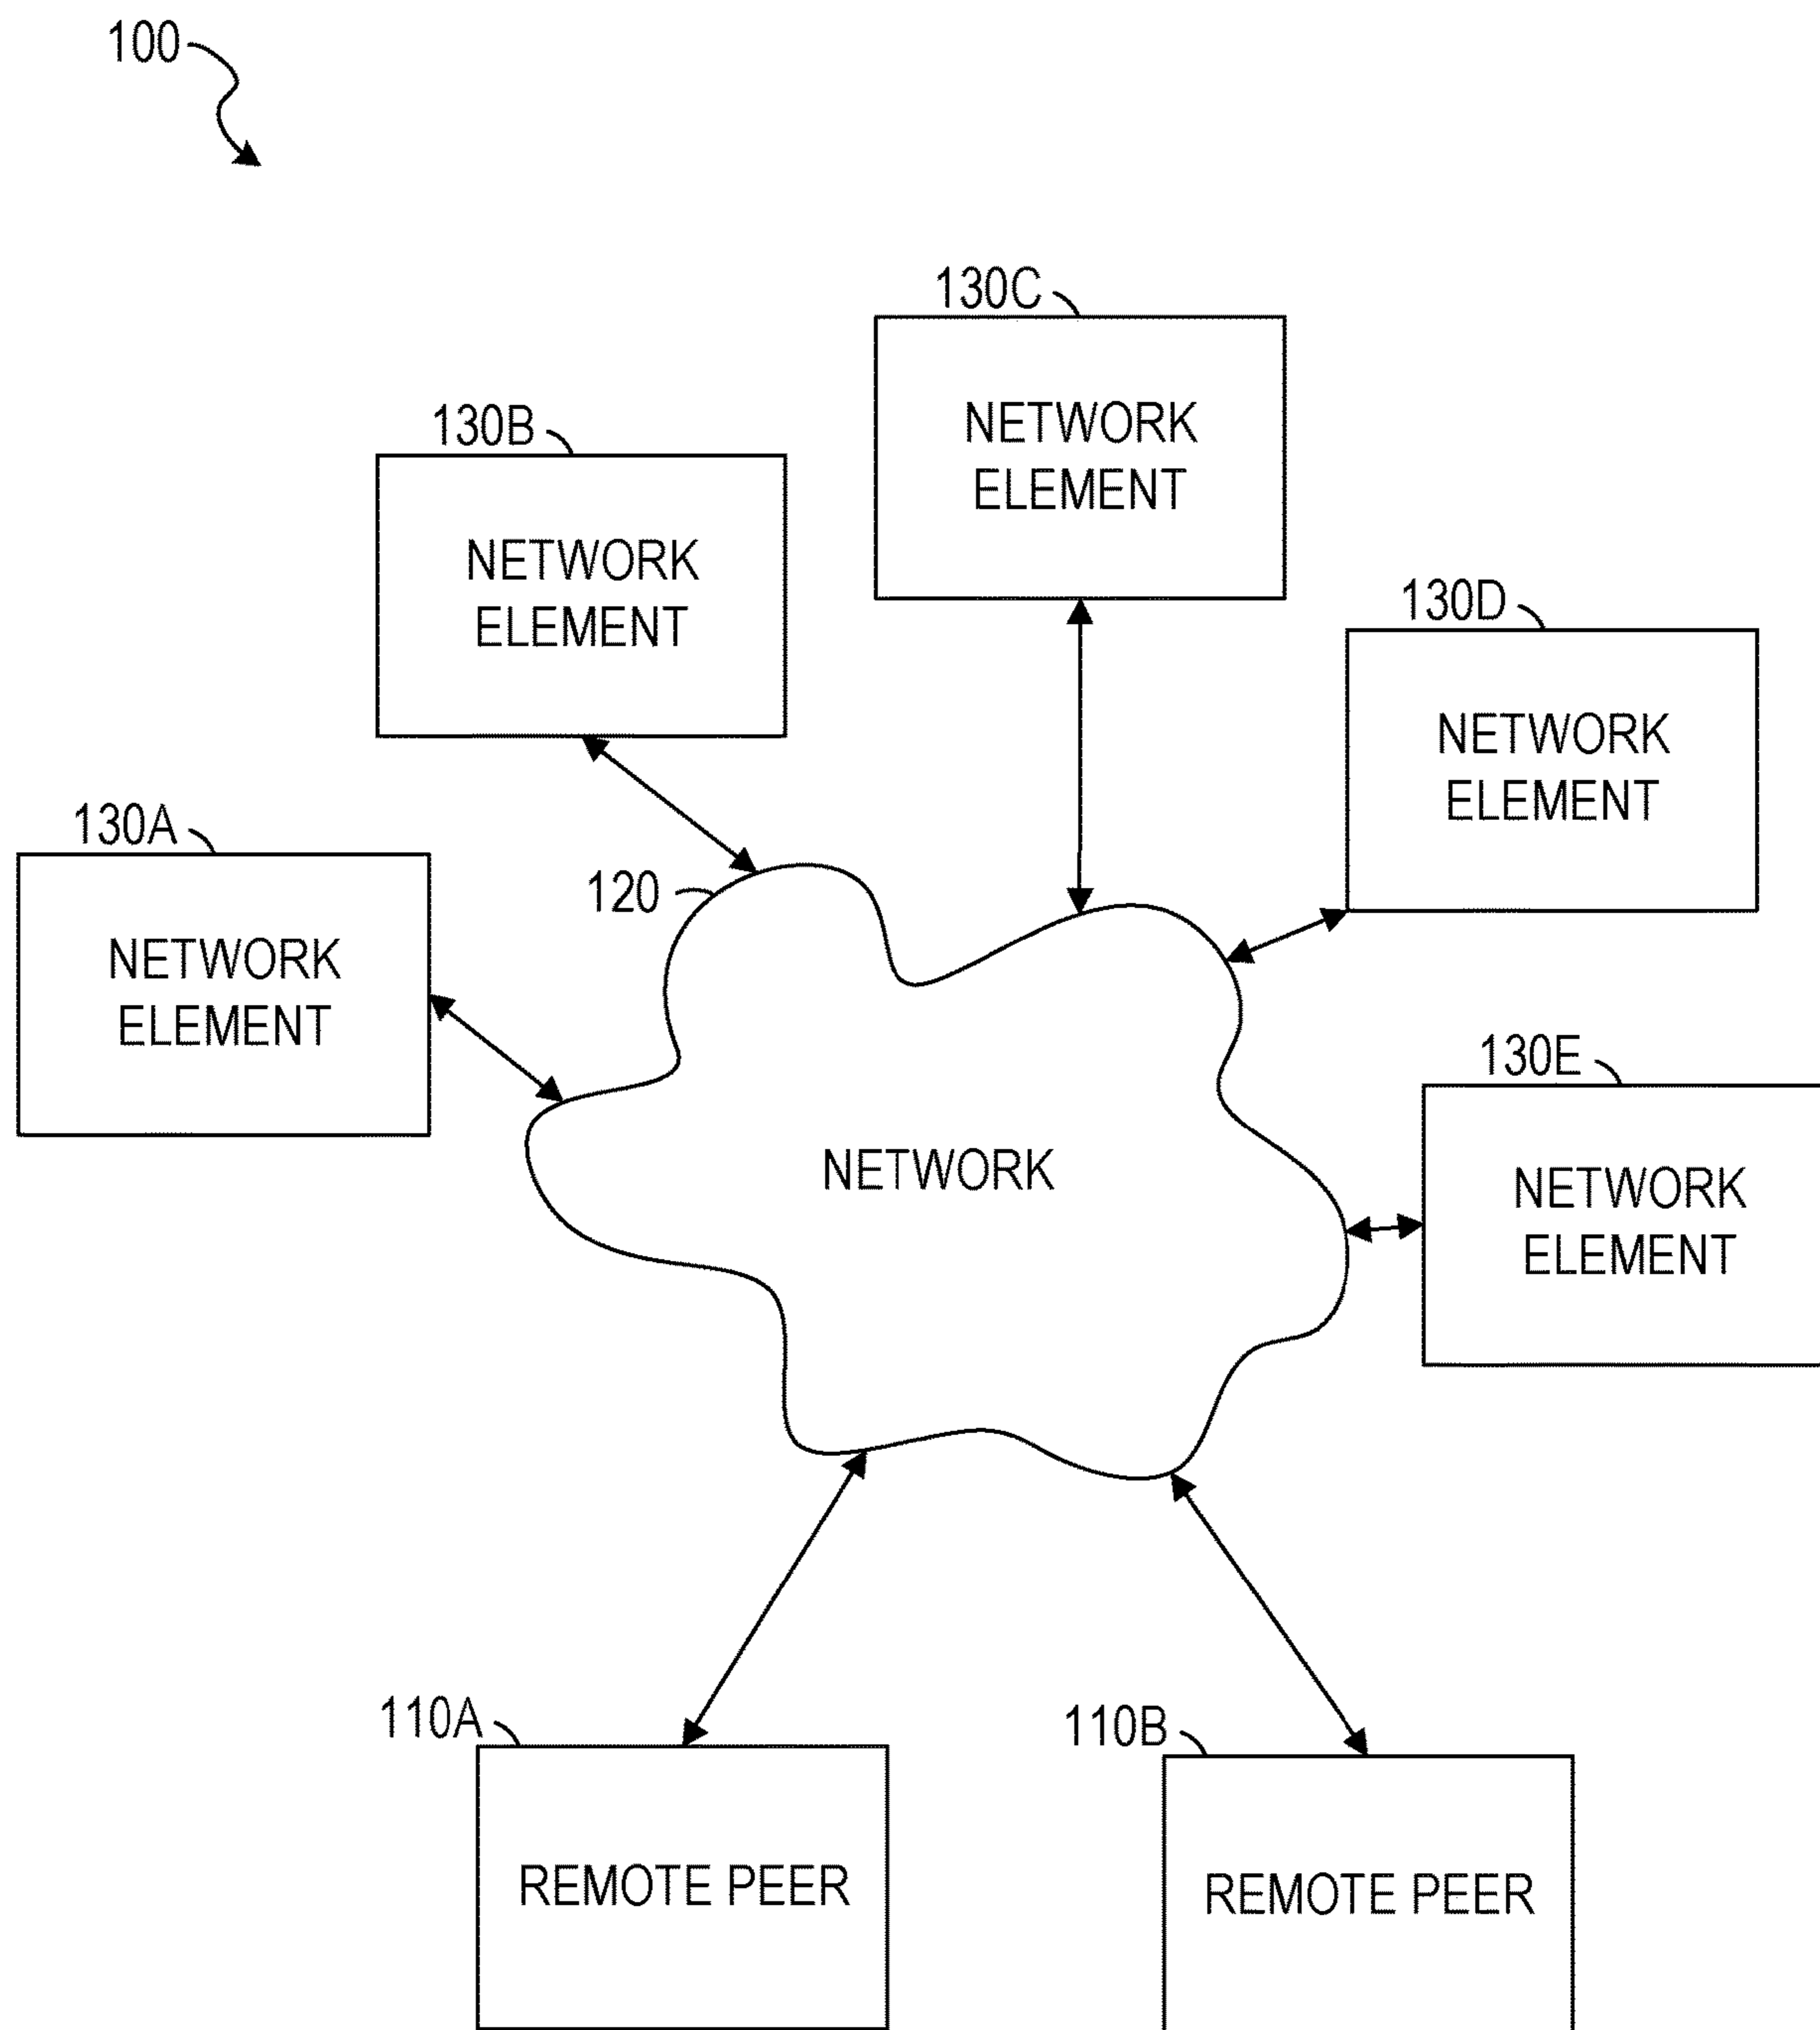 100
130C
NETWORK
ELEMENT
130B
NETWORK
ELEMENT
130D
NETWORK
ELEMENT
130A
NETWORK
ELEMENT
120
130E
NETWORK
ELEMENT
NETWORK
110A
REMOTE PEER
110B
REMOTE PEER